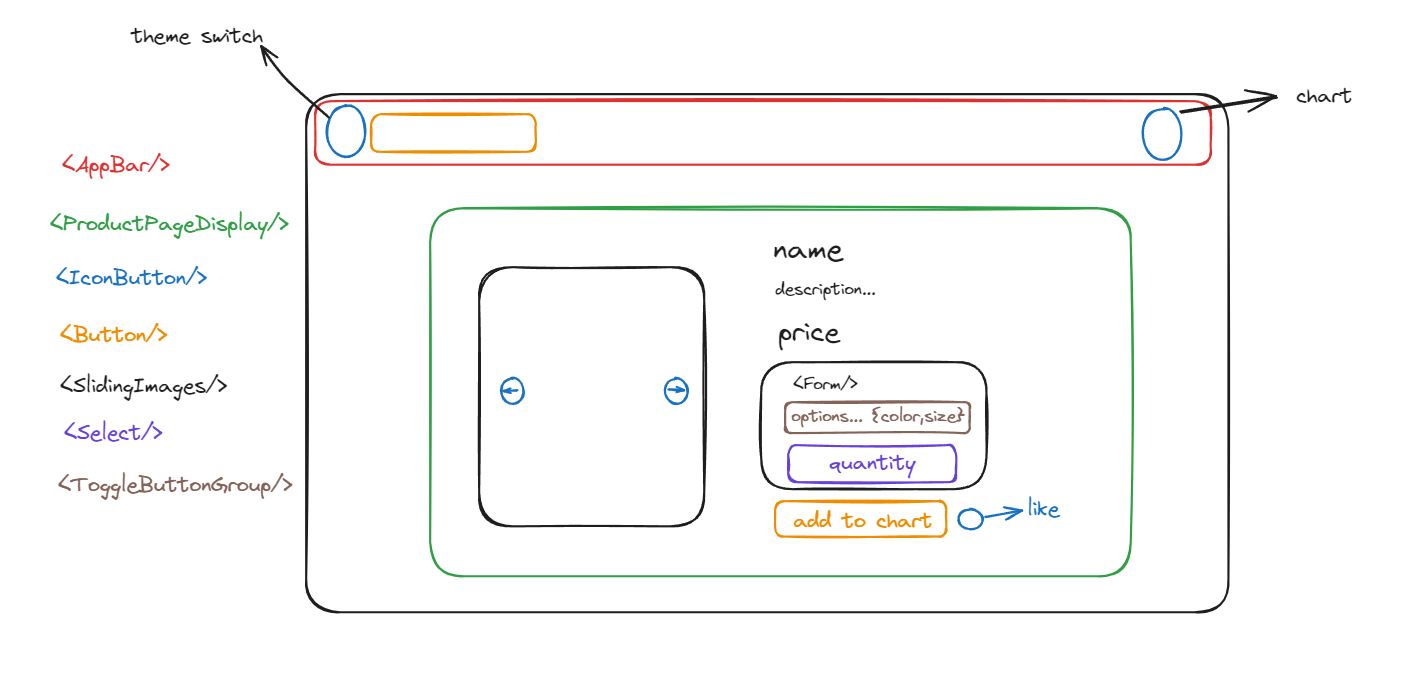 theme switch
chart
<AppBar/>
<ProductPageDisplay/>
<IconButton/>
<Button/>
<SlidingImages/>
<Select/>
<ToggleButtonGroup/>
name
description...
price
<Form/>
options... {color,size}
quantity
add to chart
like